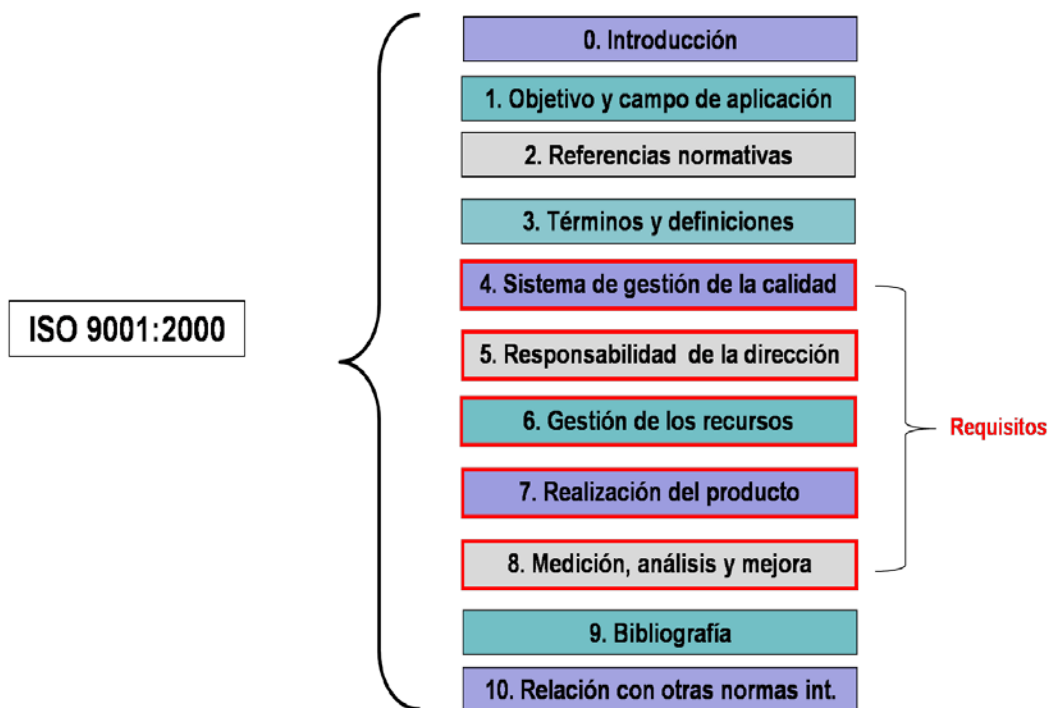 0. Introducción
1. Objetivo y campo de aplicación
2. Referencias normativas
3. Términos y definiciones
4. Sistema de gestión de la calidad
ISO 9001:2000
5. Responsabilidad de la dirección
6. Gestión de los recursos
Requisitos
7. Realización del producto
8. Medición, análisis y mejora
9. Bibliografía
10. Relación con otras normas int.